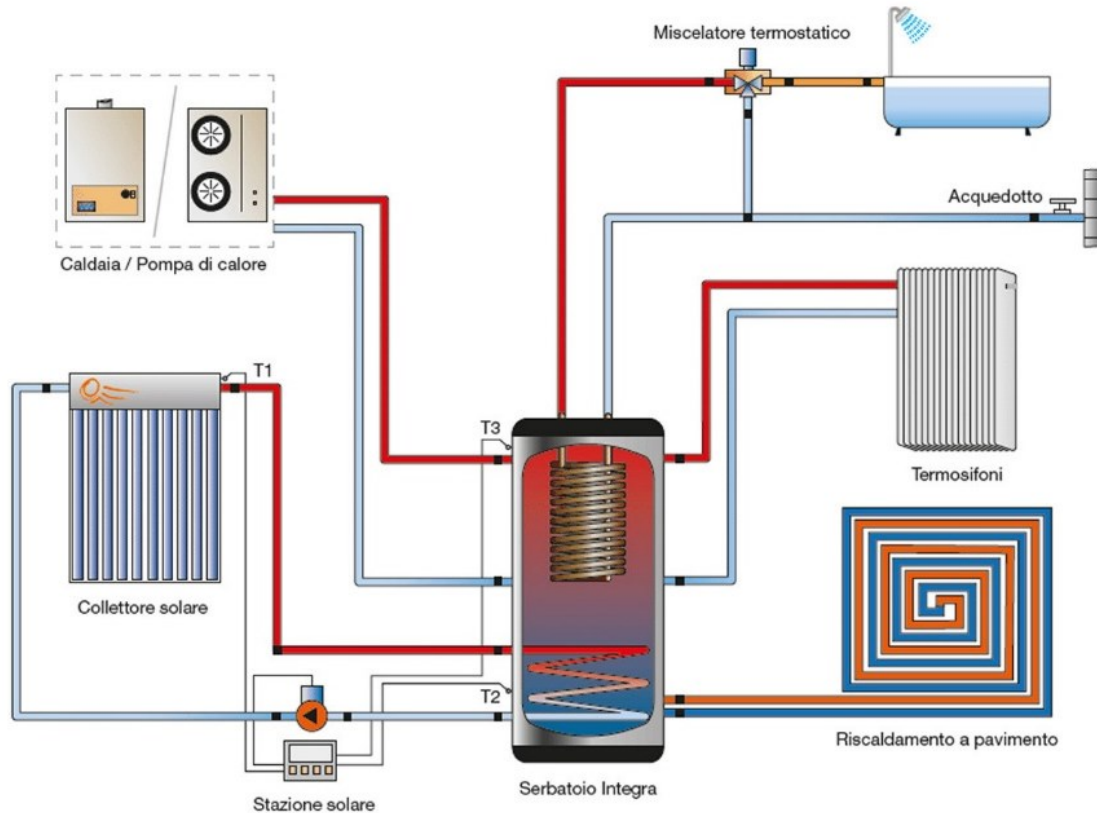 Miscelatore termostatico
Acquedotto
Caldaia / Pompa di calore
T1
T3
Termosifoni
Collettore solare
T2
Riscaldamento a pavimento
Serbatoio Integra
Stazione solare